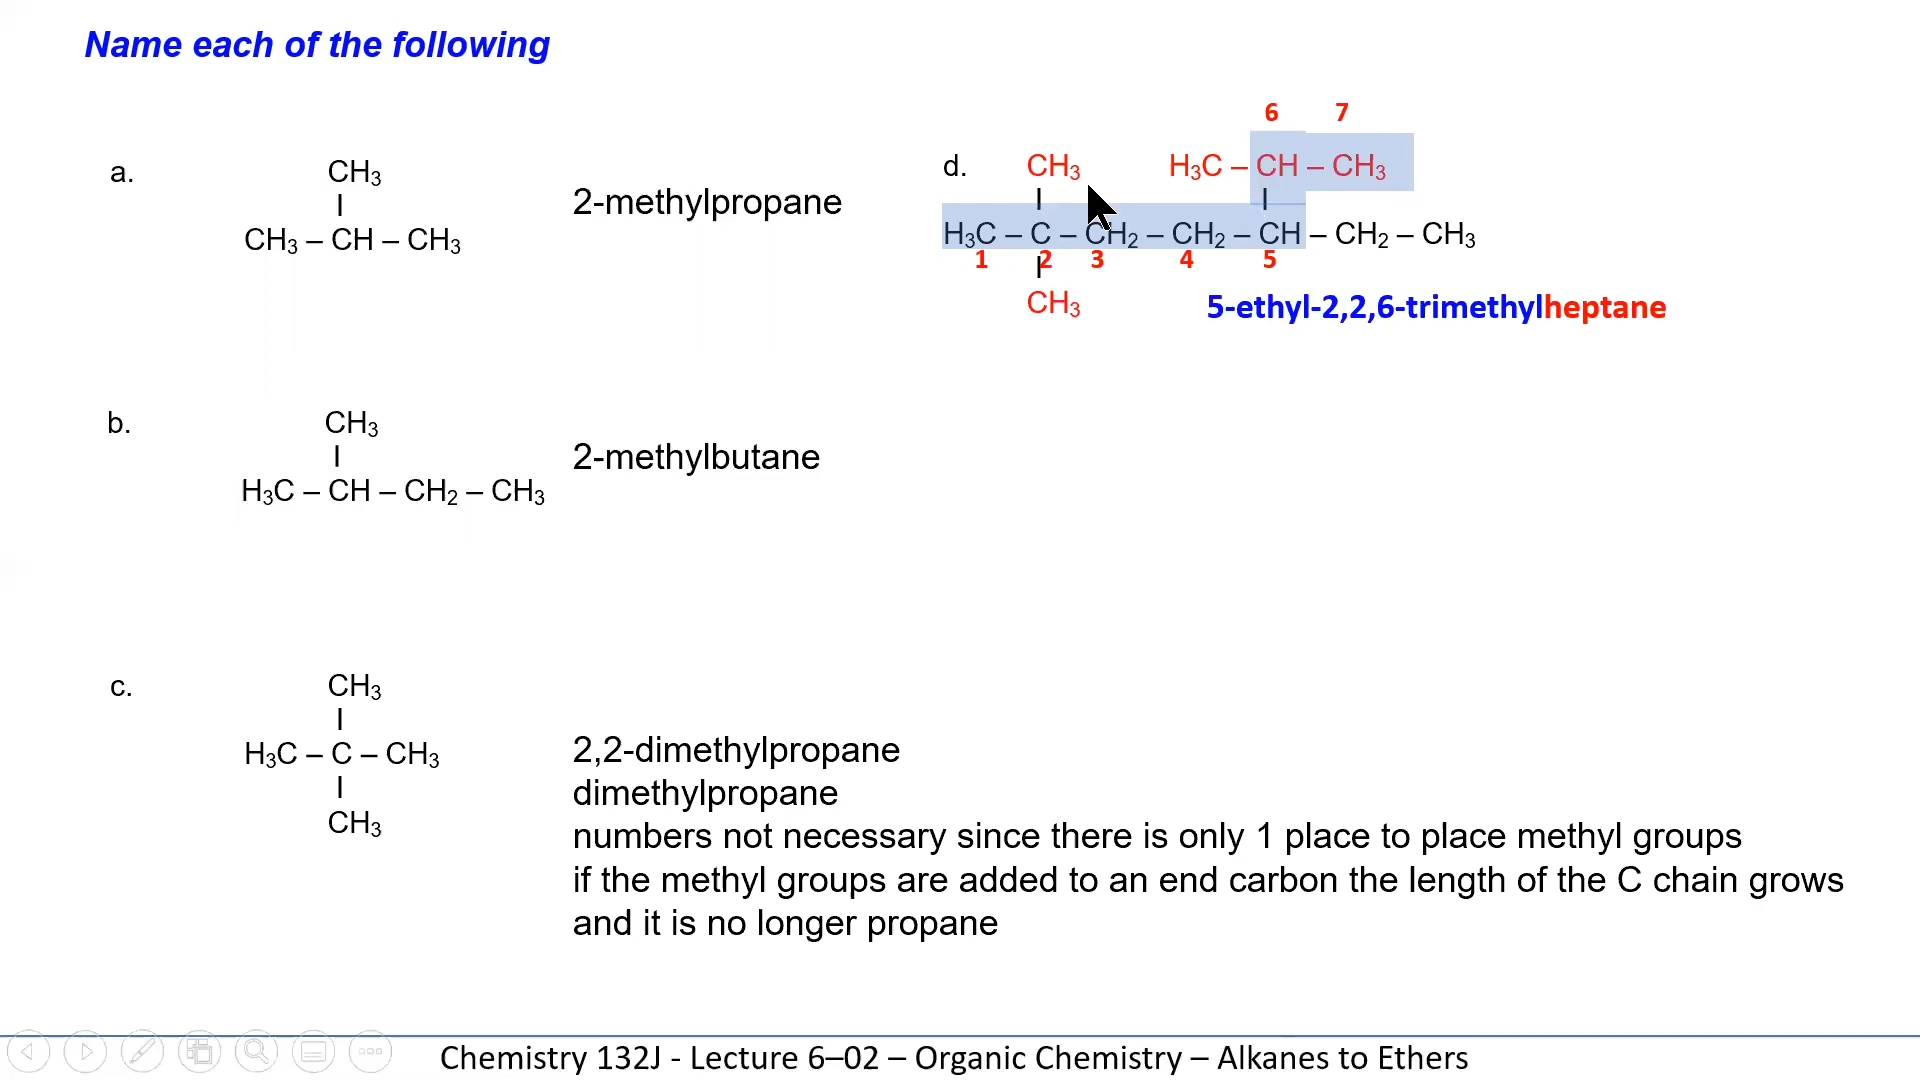 Name each of the following
a.
CH₃
CH₃ – CH – CH₃
2-methylpropane
b.
CH₃
H₃C – CH – CH₂ – CH₃
2-methylbutane
c.
CH₃
H₃C – C – CH₃
CH₃
2,2-dimethylpropane
dimethylpropane
numbers not necessary since there is only 1 place to place methyl groups
if the methyl groups are added to an end carbon the length of the C chain grows
and it is no longer propane
6 7
d.
CH₃ H₃C – CH – CH₃
H₃C – C – CH₂ – CH₂ – CH – CH₂ – CH₃
1 2 3 4 5
CH₃
5-ethyl-2,2,6-trimethylheptane
Chemistry 132J - Lecture 6–02 – Organic Chemistry – Alkanes to Ethers